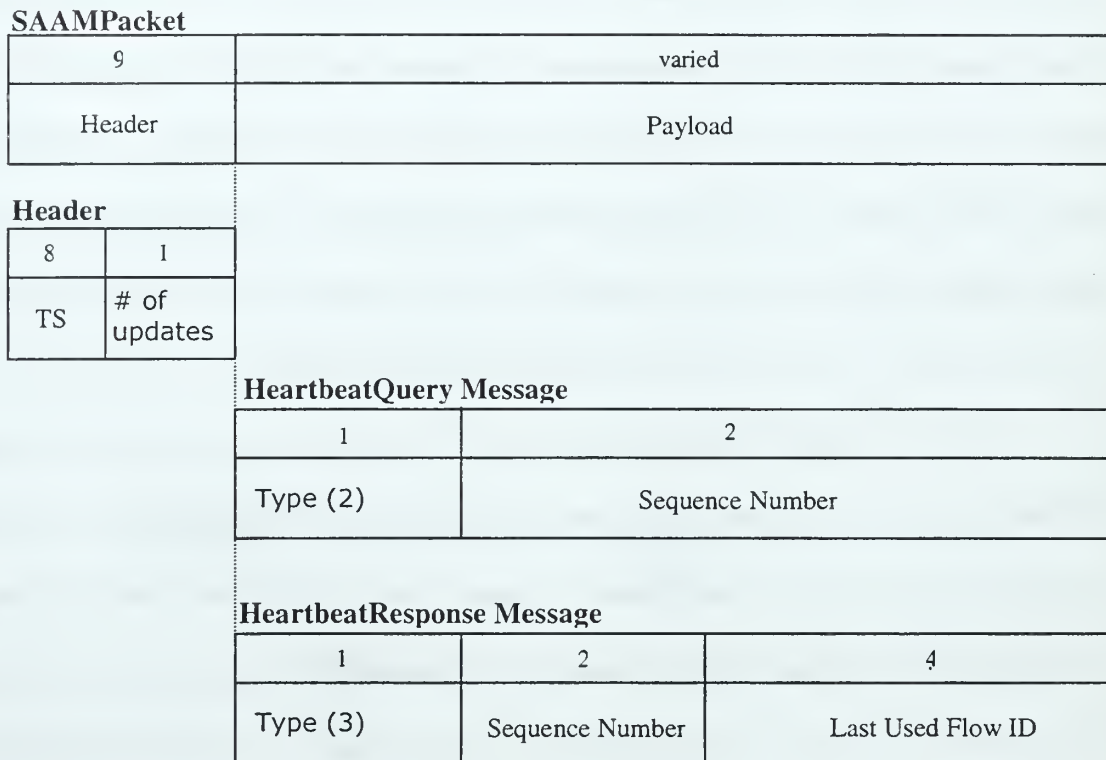 SAAMPacket
9 varied
Header Payload
Header
8 1
TS # of
updates
HeartbeatQuery Message
1 2
Type (2) Sequence Number
HeartbeatResponse Message
1 2 4
Type (3) Sequence Number Last Used Flow ID